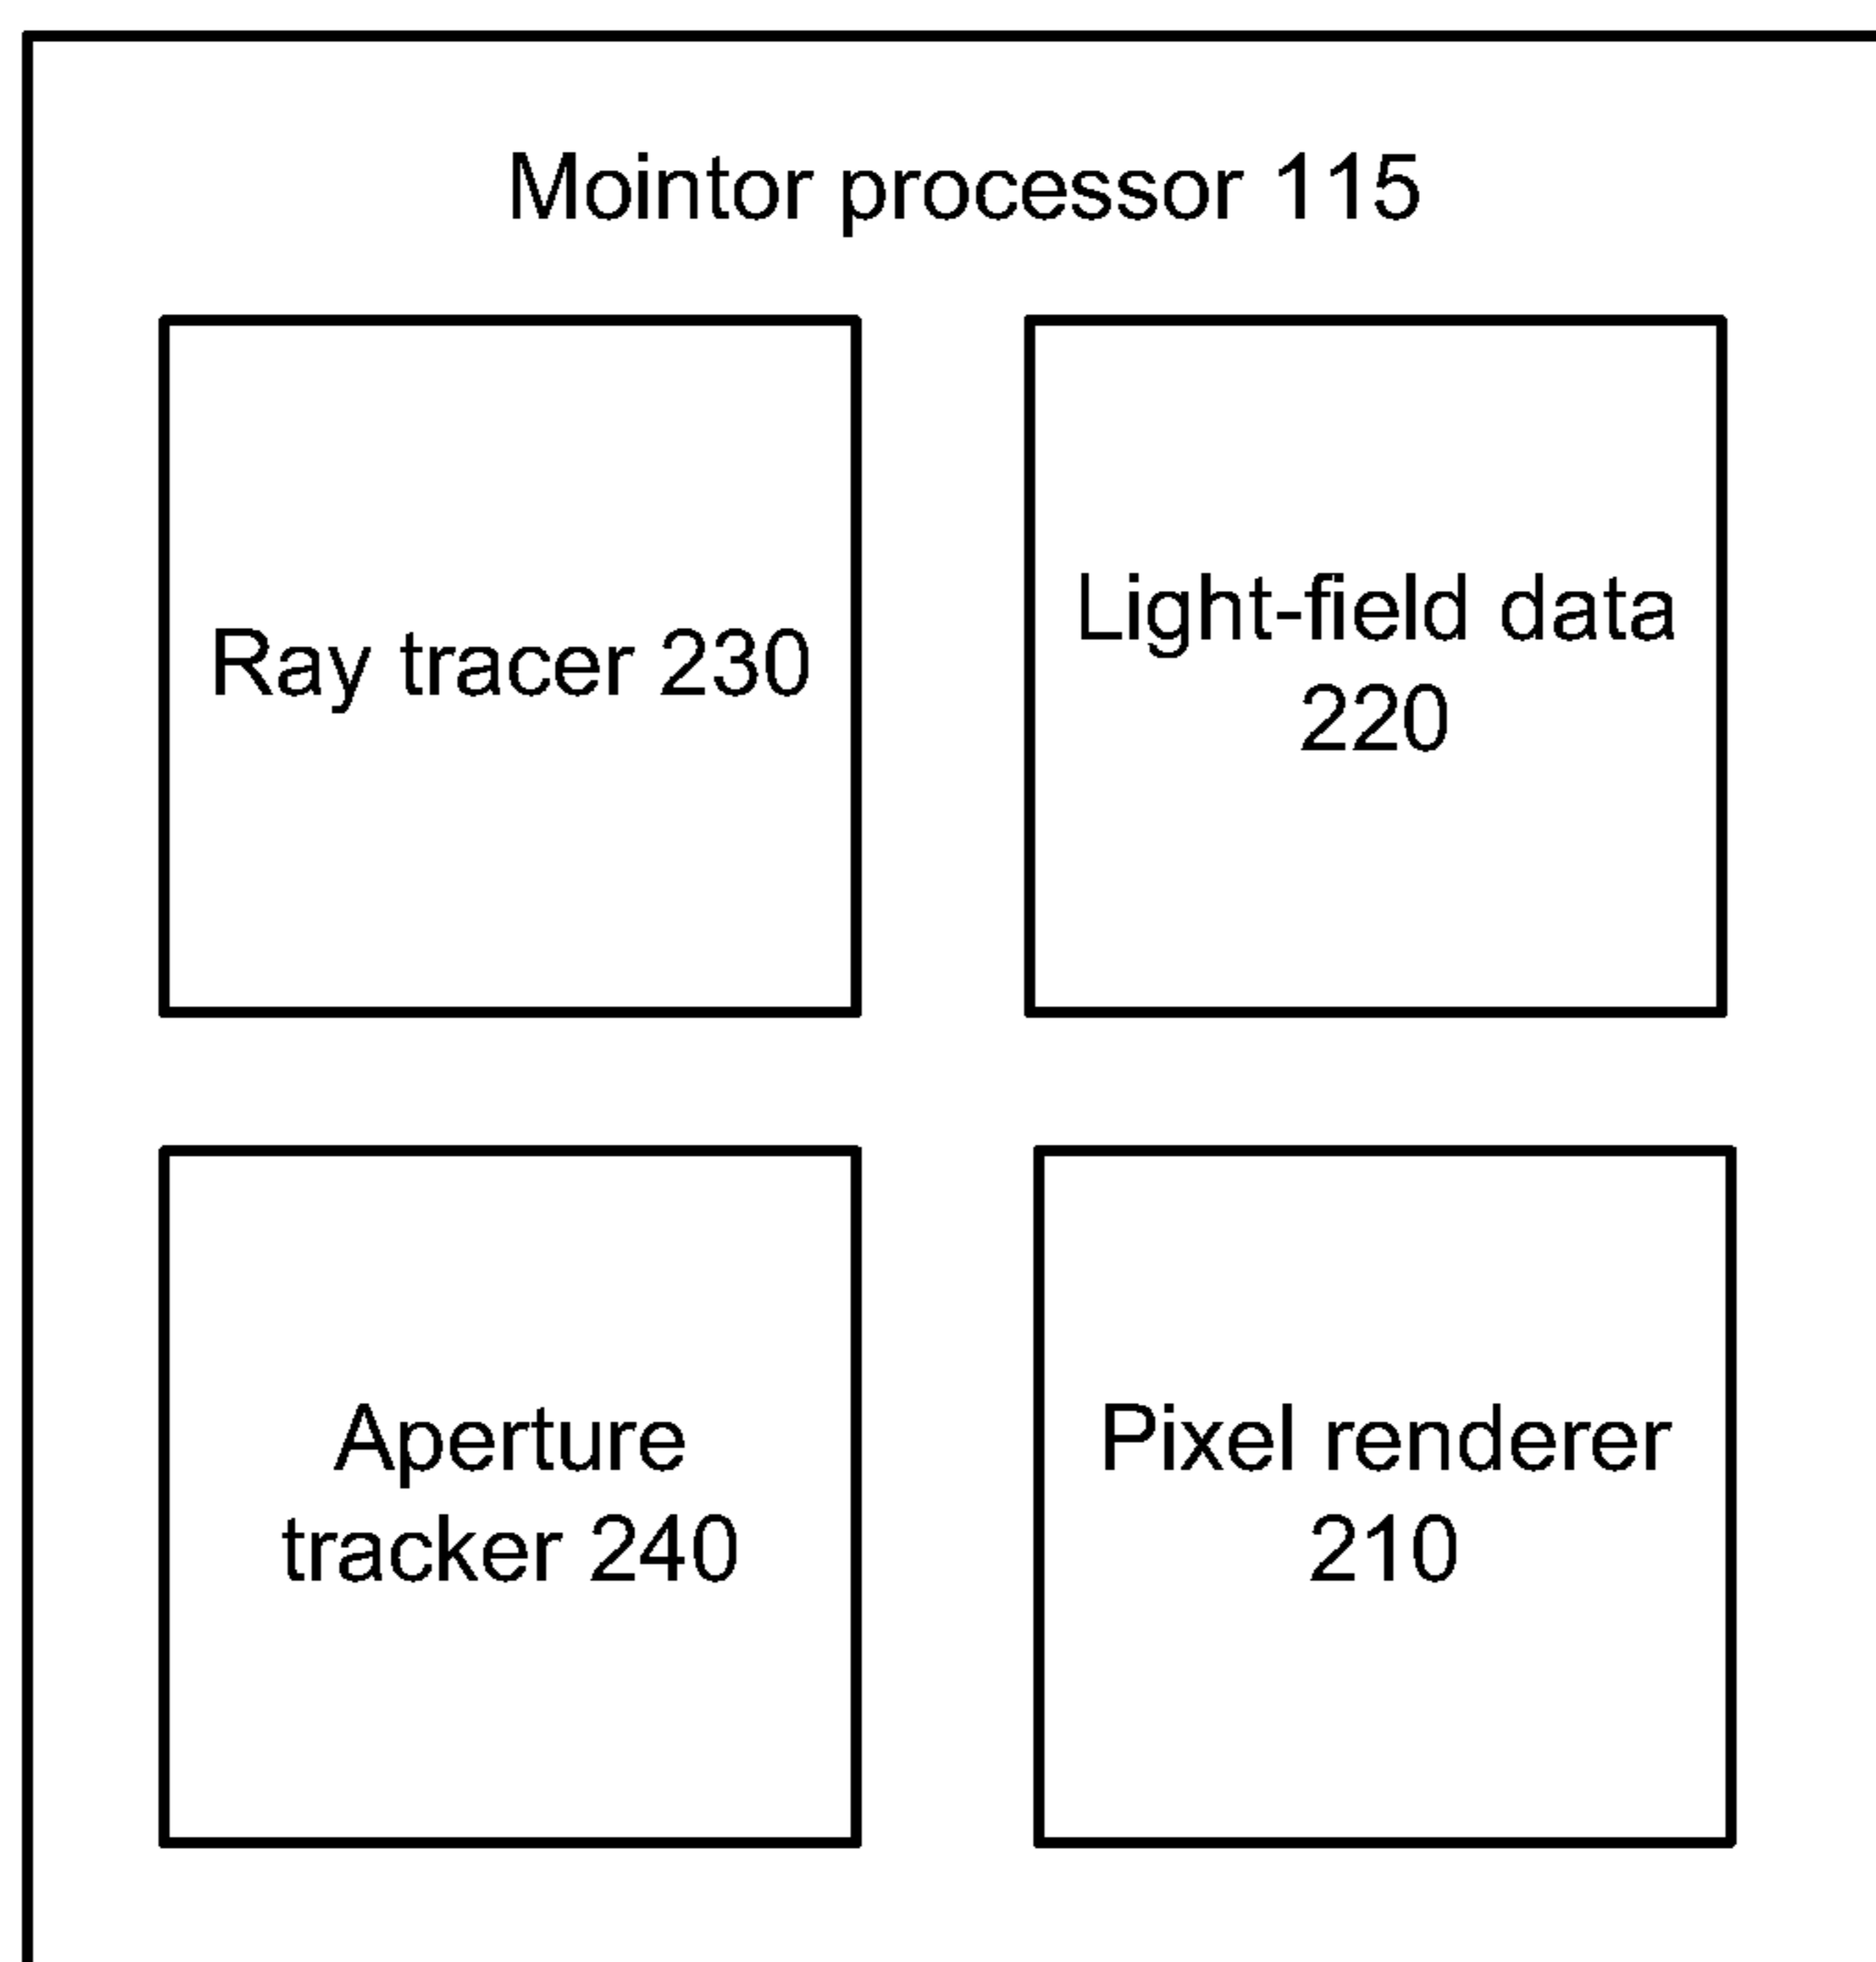 Mointor processor 115
Ray tracer 230
Light-field data
220
Aperture
tracker 240
Pixel renderer
210